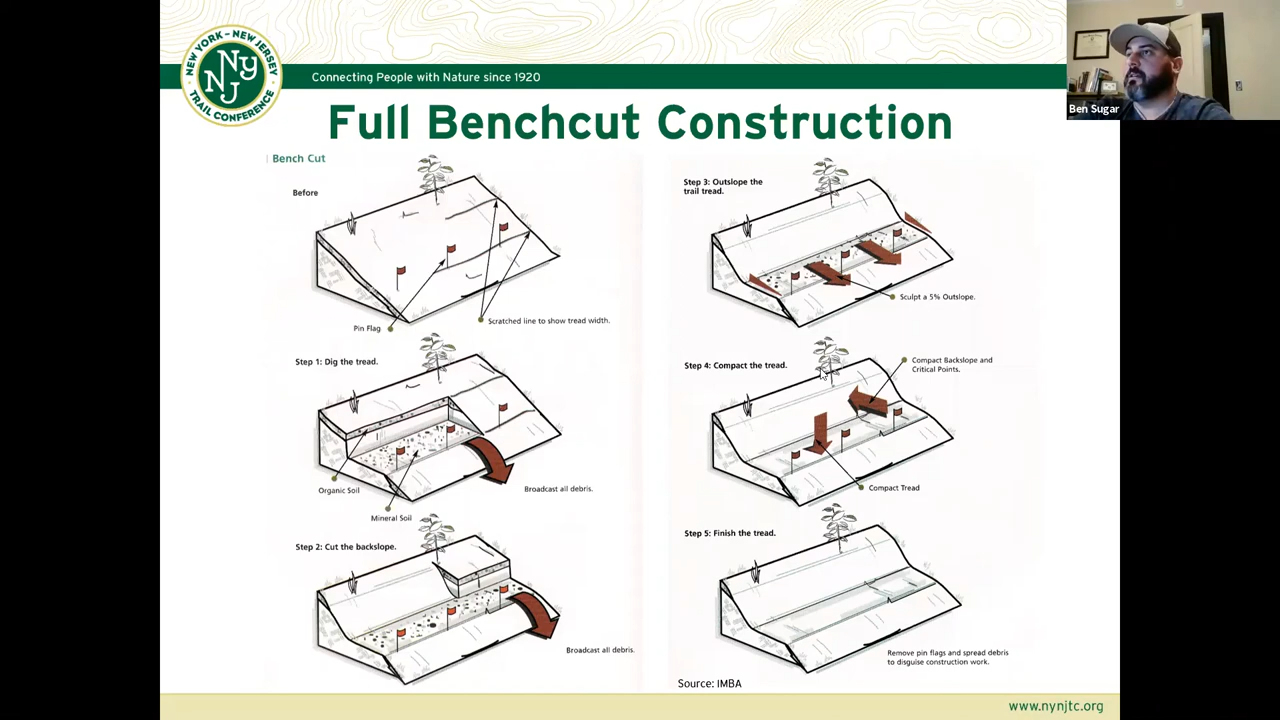 NEW YORK – NEW JERSEY
NY
NJ
TRAIL CONFERENCE
Connecting People with Nature since 1920
Ben Sugar
Full Benchcut Construction
Bench Cut
Before
Pin Flag
Scratched line to show tread width.
Step 1: Dig the tread.
Organic Soil
Mineral Soil
Broadcast all debris.
Step 2: Cut the backslope.
Broadcast all debris.
Step 3: Outslope the
trail tread.
Sculpt a 5% Outslope.
Step 4: Compact the tread.
Compact Backslope and
Critical Points.
Compact Tread
Step 5: Finish the tread.
Remove pin flags and spread debris
to disguise construction work.
Source: IMBA
www.nynjtc.org